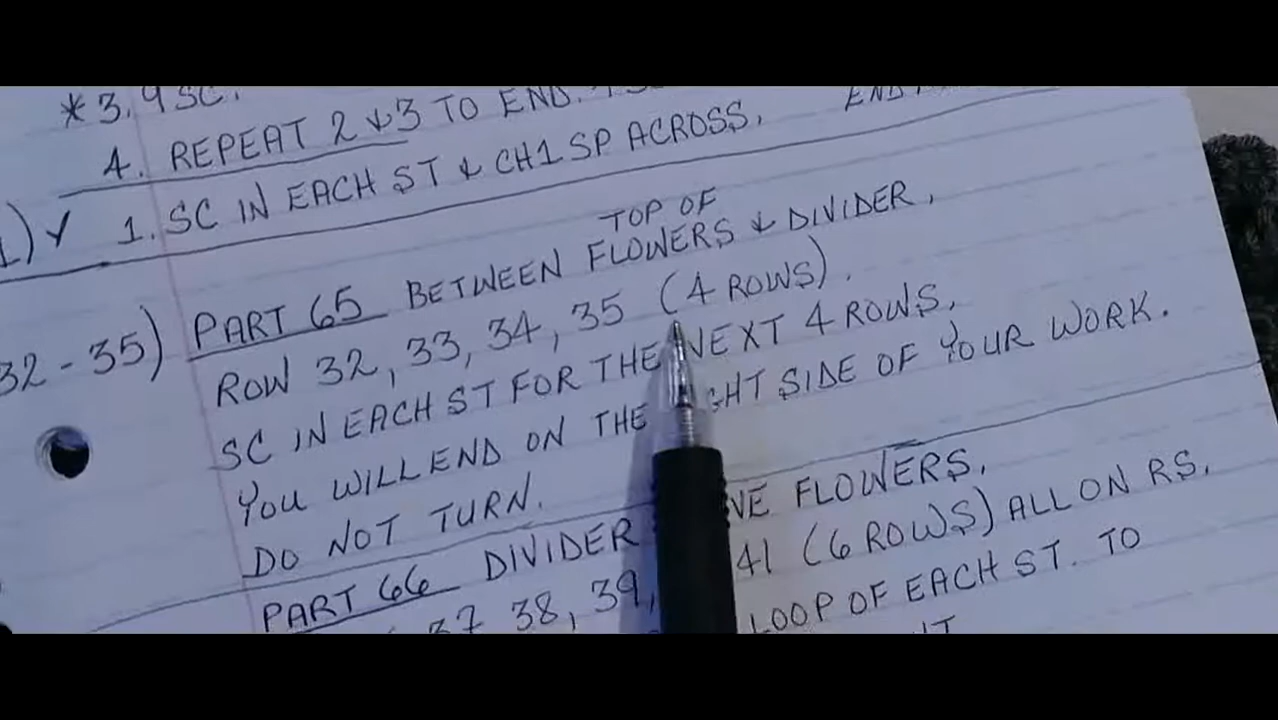 *3. 9 SC.
4. REPEAT 2 & 3 TO END.
1) Y 1. SC IN EACH ST & CH1 SP ACROSS.
TOP OF
PART 65 BETWEEN FLOWERS & DIVIDER.
32-35) ROW 32, 33, 34, 35 (4 ROWS).
SC IN EACH ST FOR THE NEXT 4 ROWS.
YOU WILL END ON THE SIDE OF YOUR WORK.
DO NOT TURN.
PART 66 DIVIDER FLOWERS.
37 38, 39, 41 (6 ROWS) ALL ON RS.
LOOP OF EACH ST. TO